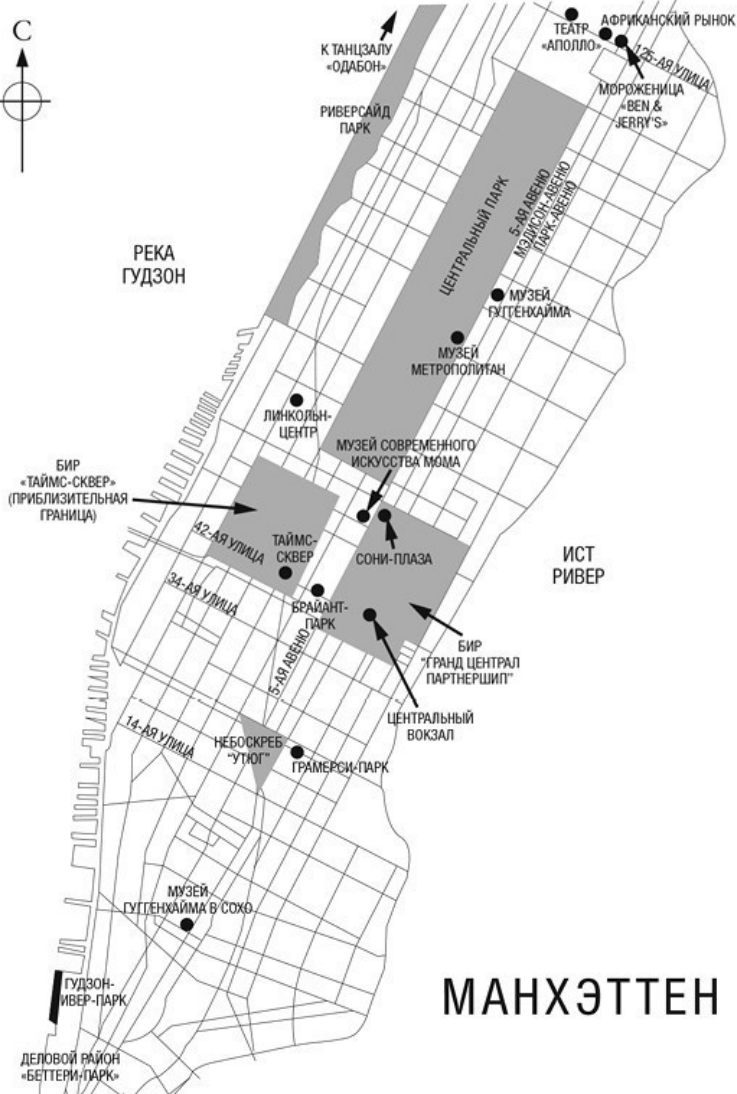 С
К ТАНЦЗАЛУ
«ОДАБОН»
ТЕАТР
«АПОЛЛО»
АФРИКАНСКИЙ РЫНОК
125-АЯ УЛИЦА
МОРОЖЕНИЦА
«BEN &
JERRY'S»
РИВЕРСАЙД
ПАРК
ЦЕНТРАЛЬНЫЙ ПАРК
5-АЯ АВЕНЮ
МЭДИСОН-АВЕНЮ
ПАРК-АВЕНЮ
РЕКА
ГУДЗОН
МУЗЕЙ
ГУГГЕНХАЙМА
МУЗЕЙ
МЕТРОПОЛИТАН
ЛИНКОЛЬН-
ЦЕНТР
МУЗЕЙ СОВРЕМЕННОГО
ИСКУССТВА МОМА
БИР
«ТАЙМС-СКВЕР»
(ПРИБЛИЗИТЕЛЬНАЯ
ГРАНИЦА)
42-АЯ УЛИЦА
ТАЙМС-
СКВЕР
СОНИ-ПЛАЗА
ИСТ
РИВЕР
34-АЯ УЛИЦА
БРАЙАНТ-
ПАРК
5-АЯ АВЕНЮ
БИР
"ГРАНД ЦЕНТРАЛ
ПАРТНЕРШИП"
ЦЕНТРАЛЬНЫЙ
ВОКЗАЛ
14-АЯ УЛИЦА
НЕБОСКРЕБ
"УТЮГ"
ГРАМЕРСИ-ПАРК
МУЗЕЙ
ГУГГЕНХАЙМА В СОХО
ГУДЗОН-
ИВЕР-ПАРК
МАНХЭТТЕН
ДЕЛОВОЙ РАЙОН
«БЕТТЕРИ-ПАРК»